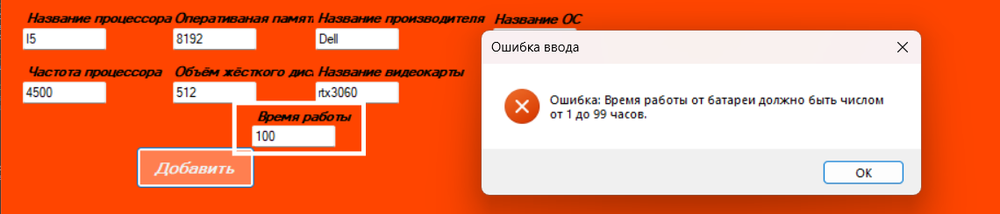 Название процессора Оперативаная памят Название производителя Название ОС
I5 8192 Dell
Ошибка ввода
Частота процессора Объём жёсткого дис Название видеокарты
4500 512 rtx3060
Ошибка: Время работы от батареи должно быть числом
от 1 до 99 часов.
Время работы
100
Добавить
OK